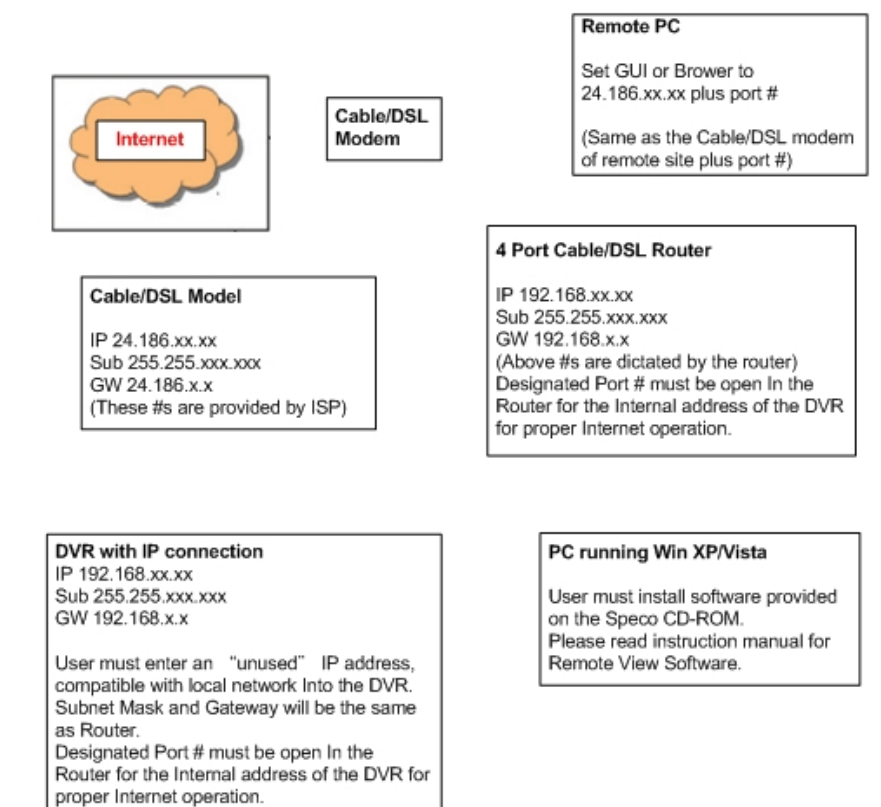 Remote PC
Set GUI or Brower to
24.186.xx.xx plus port #
(Same as the Cable/DSL modem
of remote site plus port #)
Internet
Cable/DSL
Modem
4 Port Cable/DSL Router
IP 192.168.xx.xx
Sub 255.255.xxx.xxx
GW 192.168.x.x
(Above #s are dictated by the router)
Designated Port # must be open In the
Router for the Internal address of the DVR
for proper Internet operation.
Cable/DSL Model
IP 24.186.xx.xx
Sub 255.255.xxx.xxx
GW 24.186.x.x
(These #s are provided by ISP)
DVR with IP connection
IP 192.168.xx.xx
Sub 255.255.xxx.xxx
GW 192.168.x.x
User must enter an “unused” IP address,
compatible with local network Into the DVR.
Subnet Mask and Gateway will be the same
as Router.
Designated Port # must be open In the
Router for the Internal address of the DVR for
proper Internet operation.
PC running Win XP/Vista
User must install software provided
on the Speco CD-ROM.
Please read instruction manual for
Remote View Software.